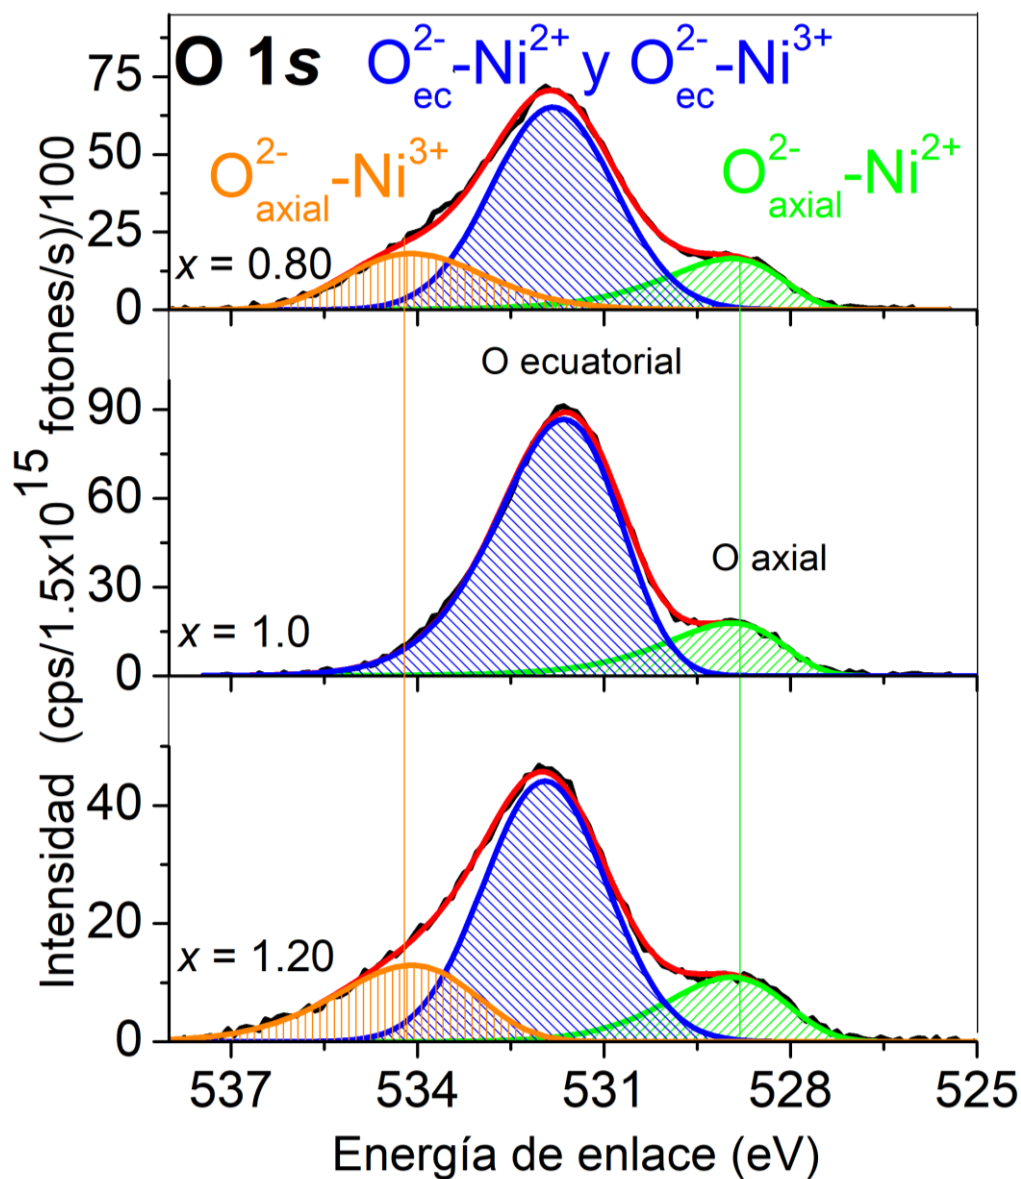 O 1s O²⁻ec-Ni²⁺ y O²⁻ec-Ni³⁺
O²⁻axial-Ni³⁺
O²⁻axial-Ni²⁺
75
50
25
0
x = 0.80
O ecuatorial
90
60
30
0
O axial
x = 1.0
40
20
0
x = 1.20
537 534 531 528 525
Energía de enlace (eV)
Intensidad (cps/1.5x10¹⁵ fotones/s)/100